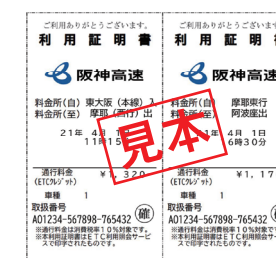 ご利用ありがとうございます。
利用証明書
阪神高速
料金所(自) 東大阪(本線)入
料金所(至) 摩耶(西行)出
21年 4月 1日
11時15分
通行料金 ¥1,320
(ETCクレジット)
車種 1
取扱番号
A01234-567898-765432 確
※通行料金は消費税率10%対象です。
※本利用証明書はETC利用照会サービ
スで印字されたものです。
ご利用ありがとうございます。
利用証明
阪神高速
料金所(自) 摩耶東行
料金所(至) 阿波座出
年 4月 1日
6時30分
通行料金 ¥1,17
(ETCクレジット)
車種 1
取扱番号
A01234-567898-765432
※通行料金は消費税率10%対象で
※本利用証明書はETC利用照会サー
スで印字されたものです。
見本